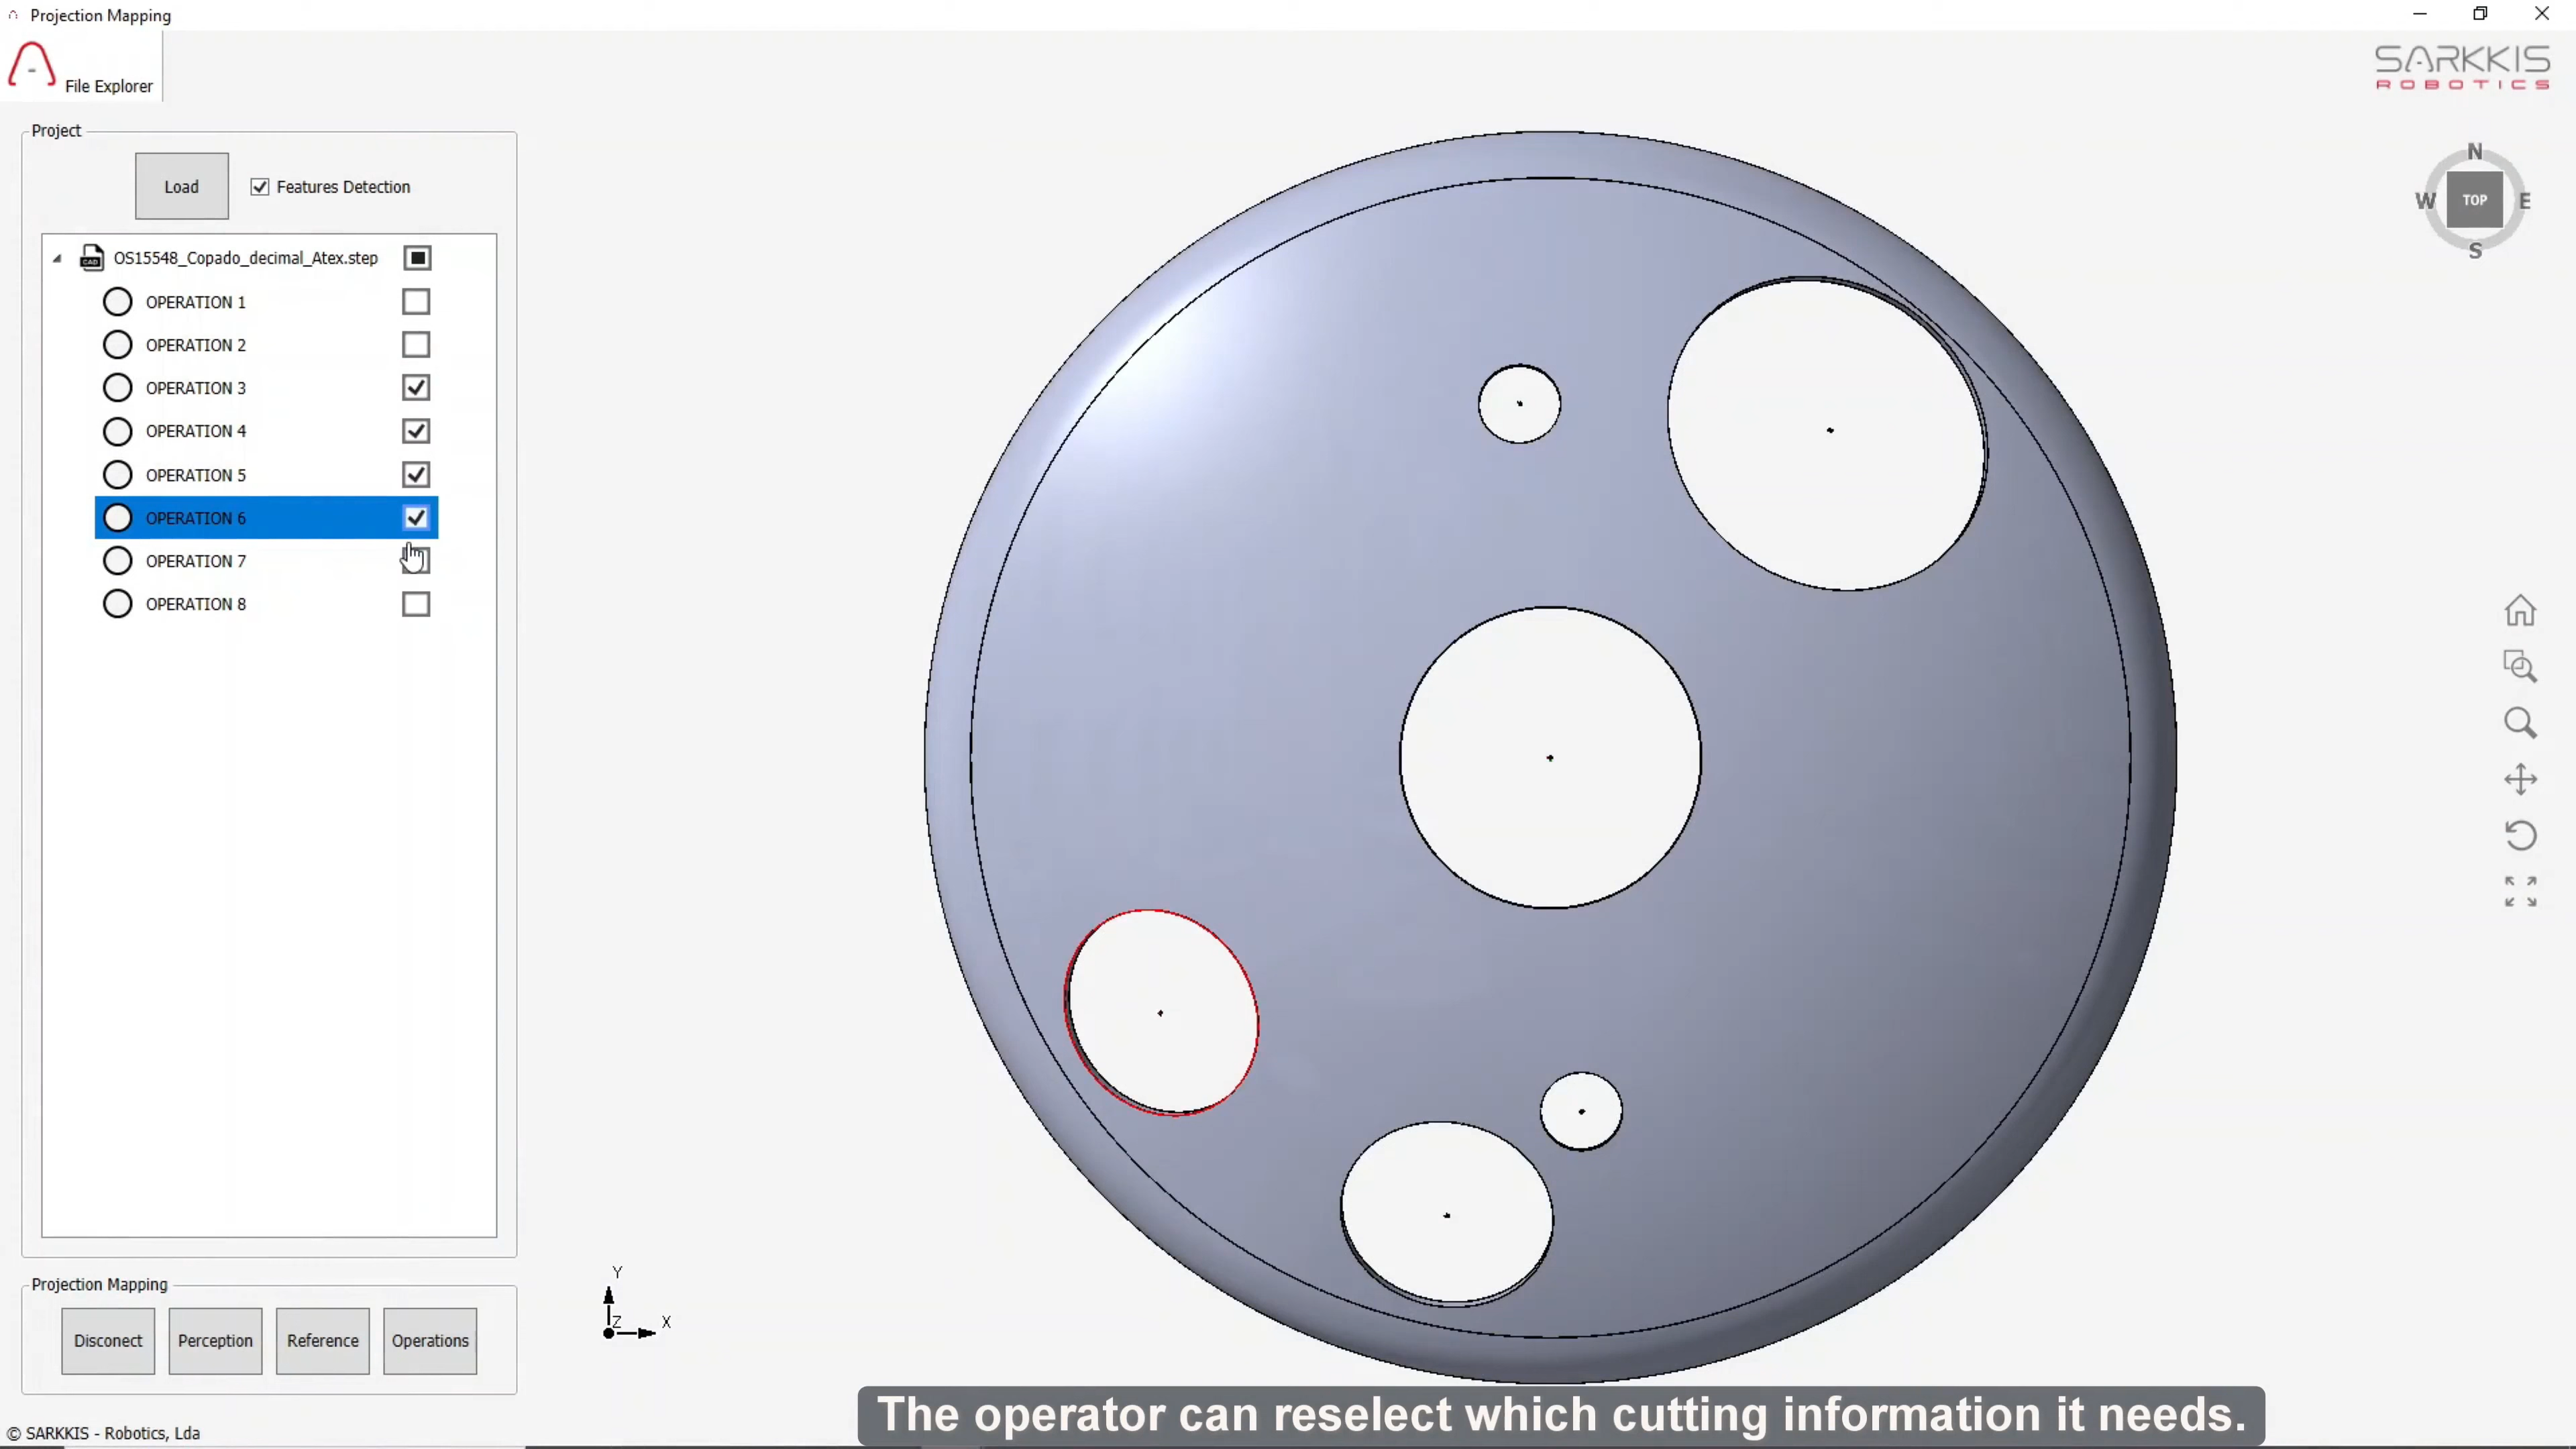 Projection Mapping
File Explorer
SARKKIS
ROBOTICS
Project
Load
Features Detection
N
W
TOP
E
S
CAD
OS15548_Copado_decimal_Atex.step
OPERATION 1
OPERATION 2
OPERATION 3
OPERATION 4
OPERATION 5
OPERATION 6
OPERATION 7
OPERATION 8
Y
Z
X
Projection Mapping
Disconect
Perception
Reference
Operations
The operator can reselect which cutting information it needs.
© SARKKIS - Robotics, Lda